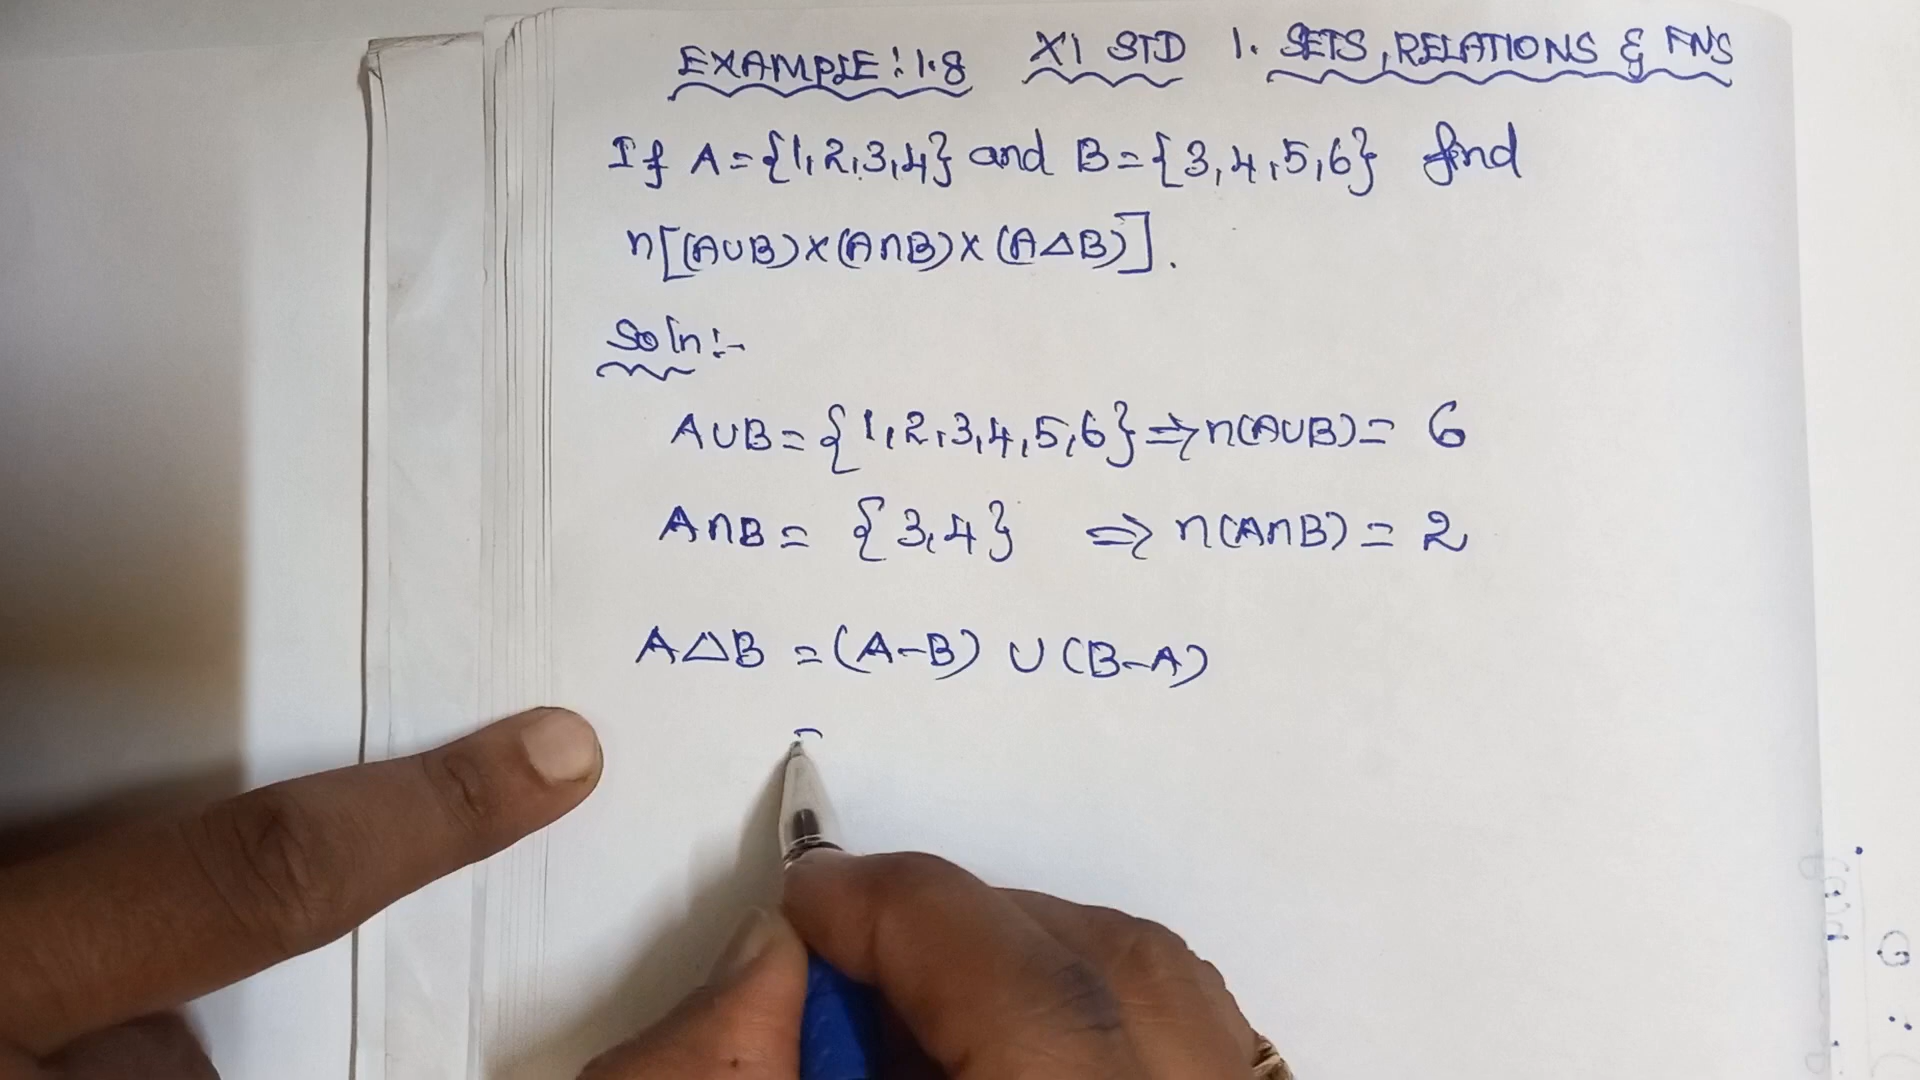 EXAMPLE: 1.8 XI STD 1. SETS, RELATIONS & FNS
If A = {1, 2, 3, 4} and B = {3, 4, 5, 6} find
n[(A∪B)×(A∩B)×(A△B)].
Soln:-
A∪B = {1, 2, 3, 4, 5, 6} ⇒ n(A∪B) = 6
A∩B = {3, 4} ⇒ n(A∩B) = 2
A△B = (A-B) ∪ (B-A)